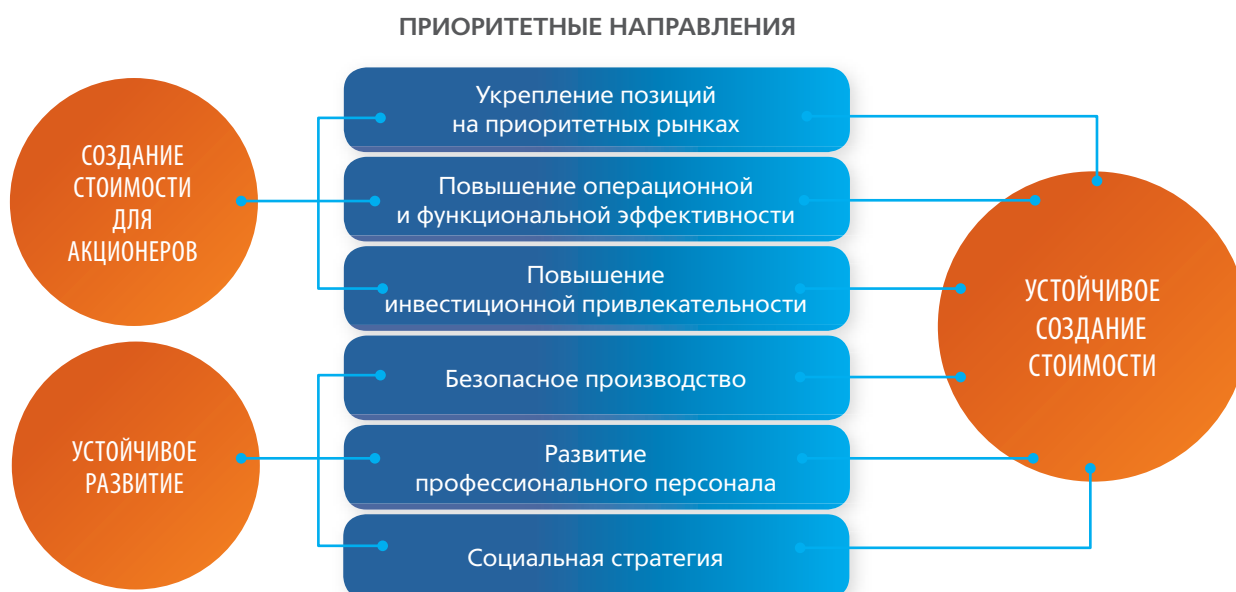 ПРИОРИТЕТНЫЕ НАПРАВЛЕНИЯ
СОЗДАНИЕ
СТОИМОСТИ
ДЛЯ
АКЦИОНЕРОВ
УСТОЙЧИВОЕ
РАЗВИТИЕ
Укрепление позиций
на приоритетных рынках
Повышение операционной
и функциональной эффективности
Повышение
инвестиционной привлекательности
Безопасное производство
Развитие
профессионального персонала
Социальная стратегия
УСТОЙЧИВОЕ
СОЗДАНИЕ
СТОИМОСТИ